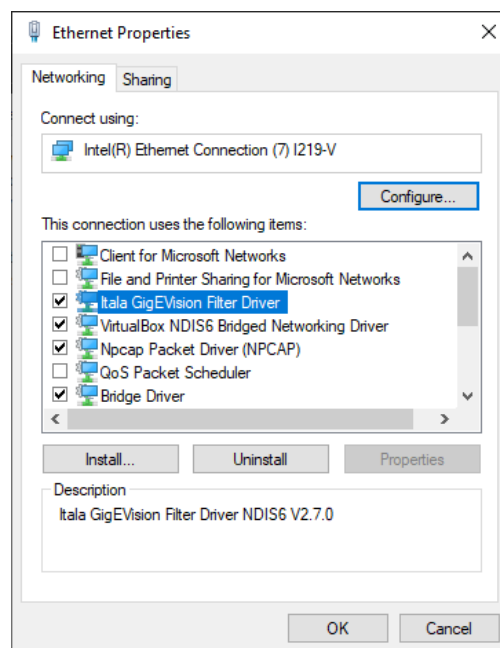 Ethernet Properties
Networking
Sharing
Connect using:
Intel(R) Ethernet Connection (7) I219-V
Configure...
This connection uses the following items:
Client for Microsoft Networks
File and Printer Sharing for Microsoft Networks
Itala GigEVision Filter Driver
VirtualBox NDIS6 Bridged Networking Driver
Npcap Packet Driver (NPCAP)
QoS Packet Scheduler
Bridge Driver
Install...
Uninstall
Properties
Description
Itala GigEVision Filter Driver NDIS6 V2.7.0
OK
Cancel